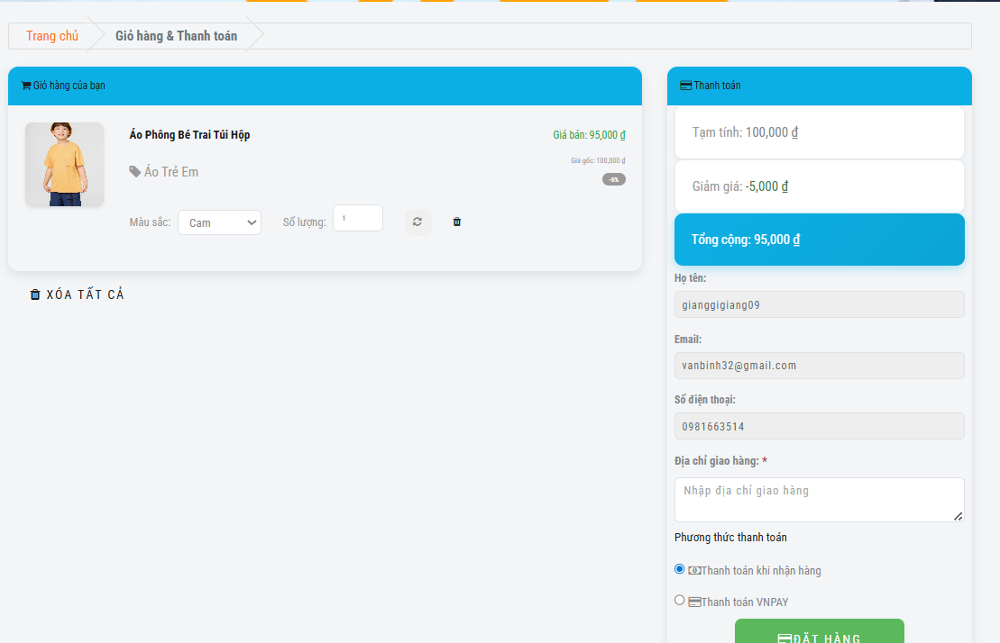 Trang chủ
Giỏ hàng & Thanh toán
Giỏ hàng của bạn
Áo Phông Bé Trai Túi Hộp
Giá bán: 95,000 ₫
Giá gốc: 100,000 ₫
Áo Trẻ Em
-5%
Màu sắc: Cam
Số lượng: 1
XÓA TẤT CẢ
Thanh toán
Tạm tính: 100,000 ₫
Giảm giá: -5,000 ₫
Tổng cộng: 95,000 ₫
Họ tên:
gianggigiang09
Email:
vanbinh32@gmail.com
Số điện thoại:
0981663514
Địa chỉ giao hàng: *
Nhập địa chỉ giao hàng
Phương thức thanh toán
Thanh toán khi nhận hàng
Thanh toán VNPAY
ĐẶT HÀNG